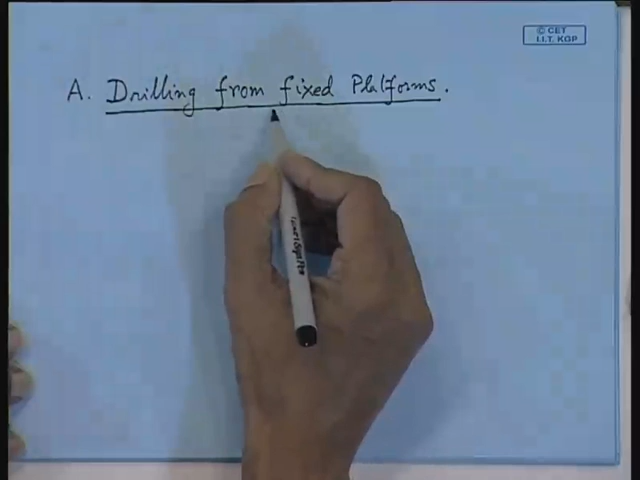 © CET
I.I.T. KGP
A. Drilling from fixed Platforms.